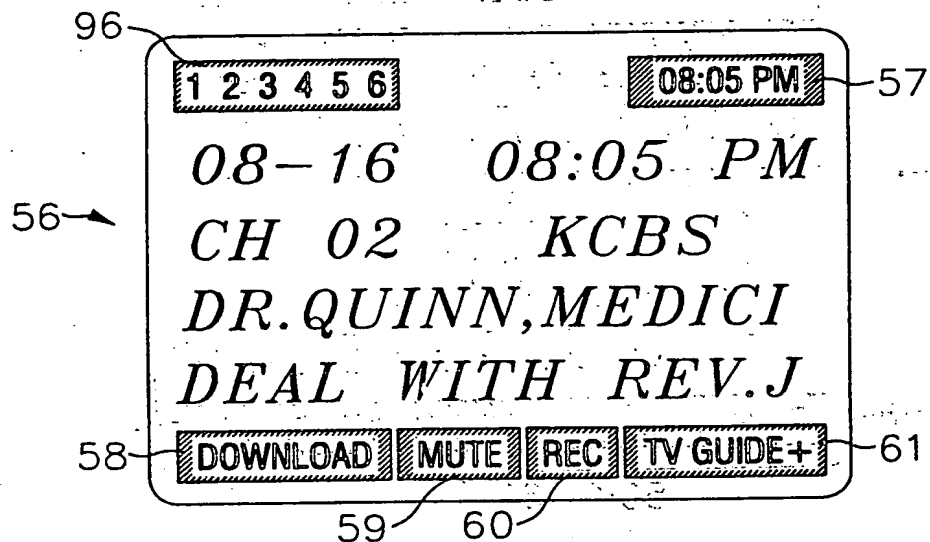 96
1 2 3 4 5 6 08:05 PM 57
08-16 08:05 PM
56 CH 02 KCBS
DR.QUINN,MEDICI
DEAL WITH REV.J
58 DOWNLOAD MUTE REC TV GUIDE+ 61
59 60